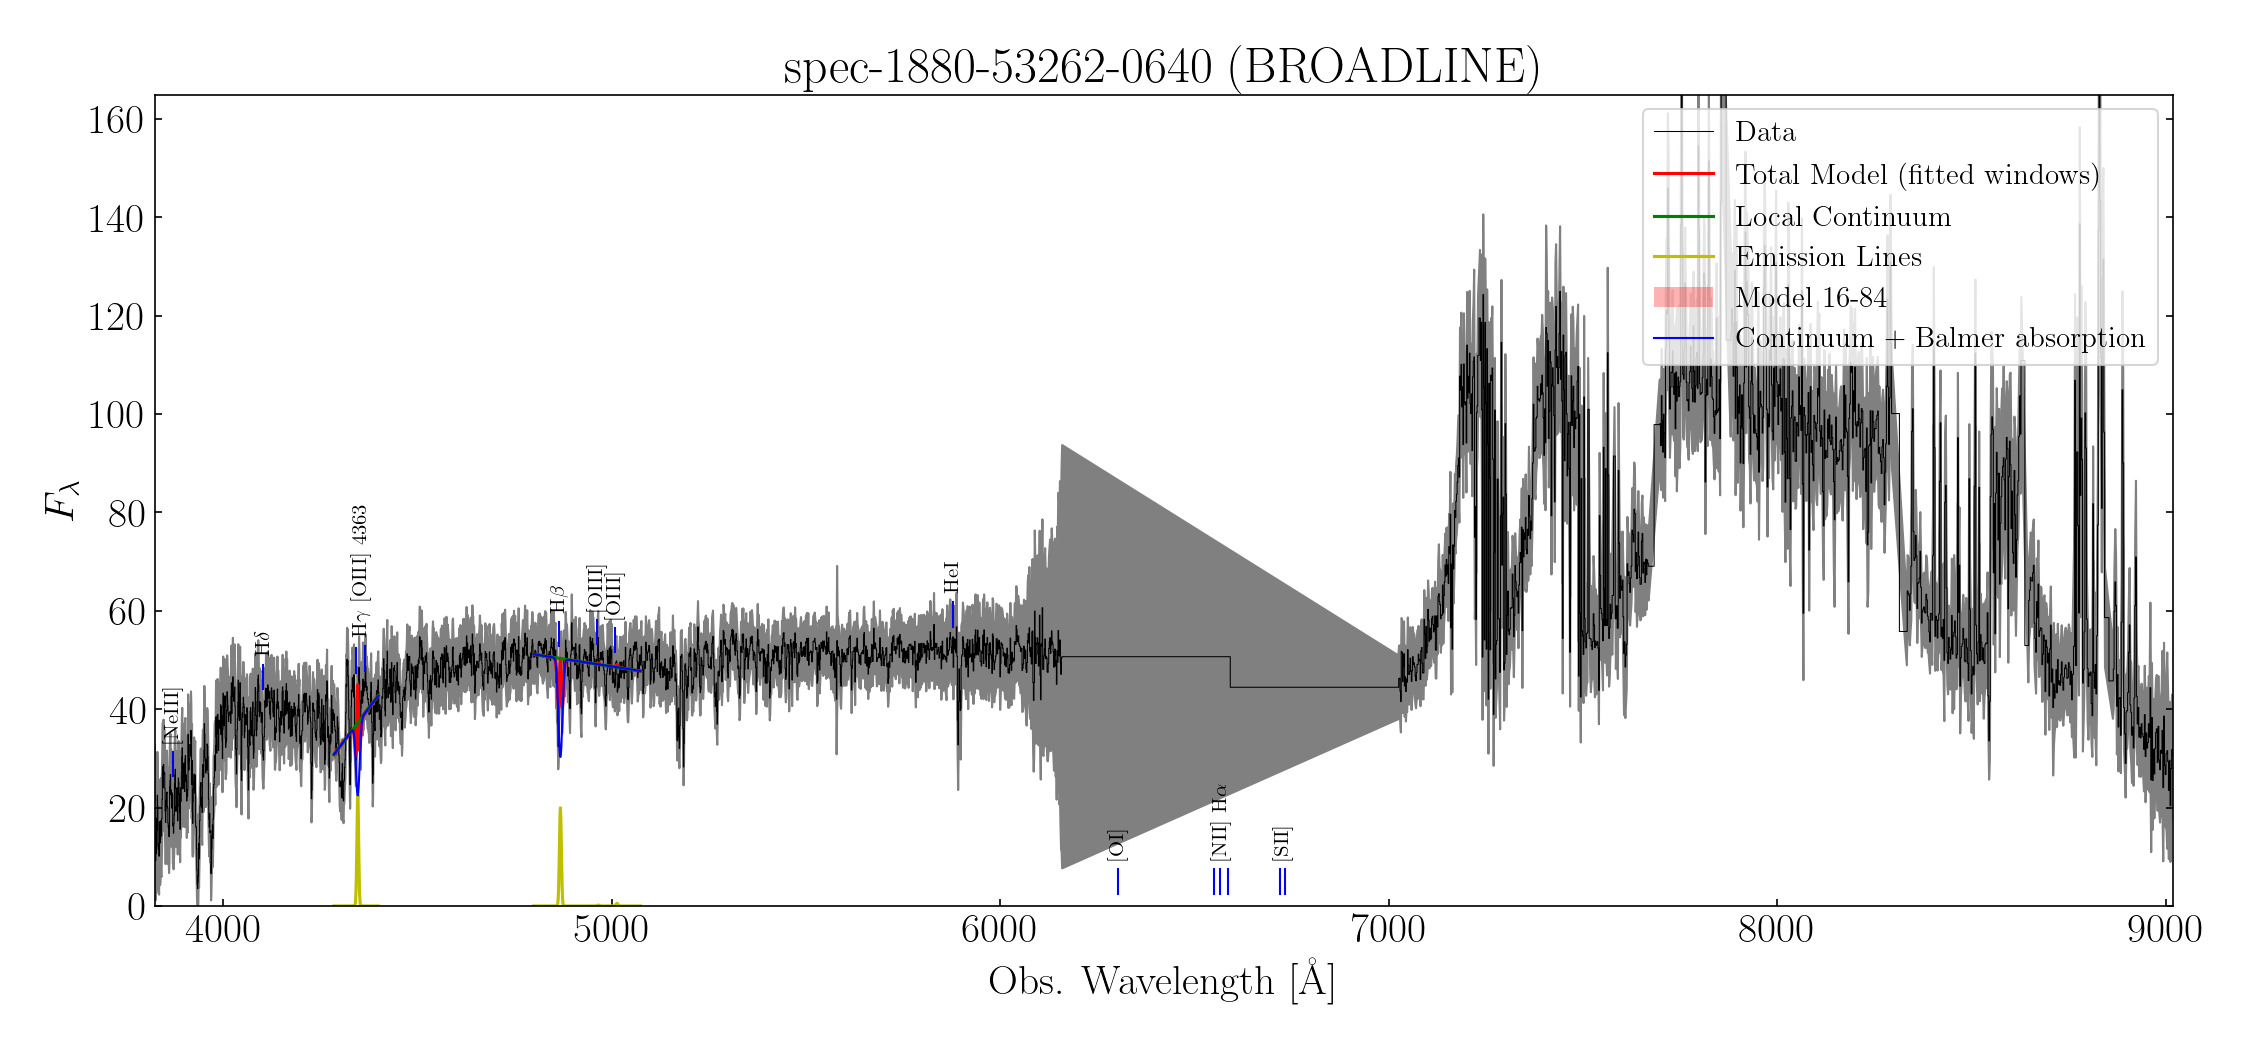 spec-1880-53262-0640 (BROADLINE)
160
140
120
100
80
60
40
20
0
F_λ
Data
Total Model (fitted windows)
Local Continuum
Emission Lines
Model 16-84
Continuum + Balmer absorption
[NeIII]
Hδ
Hγ [OIII] 4363
Hβ
[OIII]
[OIII]
HeI
[OI]
[NII] Hα
[SII]
4000 5000 6000 7000 8000 9000
Obs. Wavelength [Å]